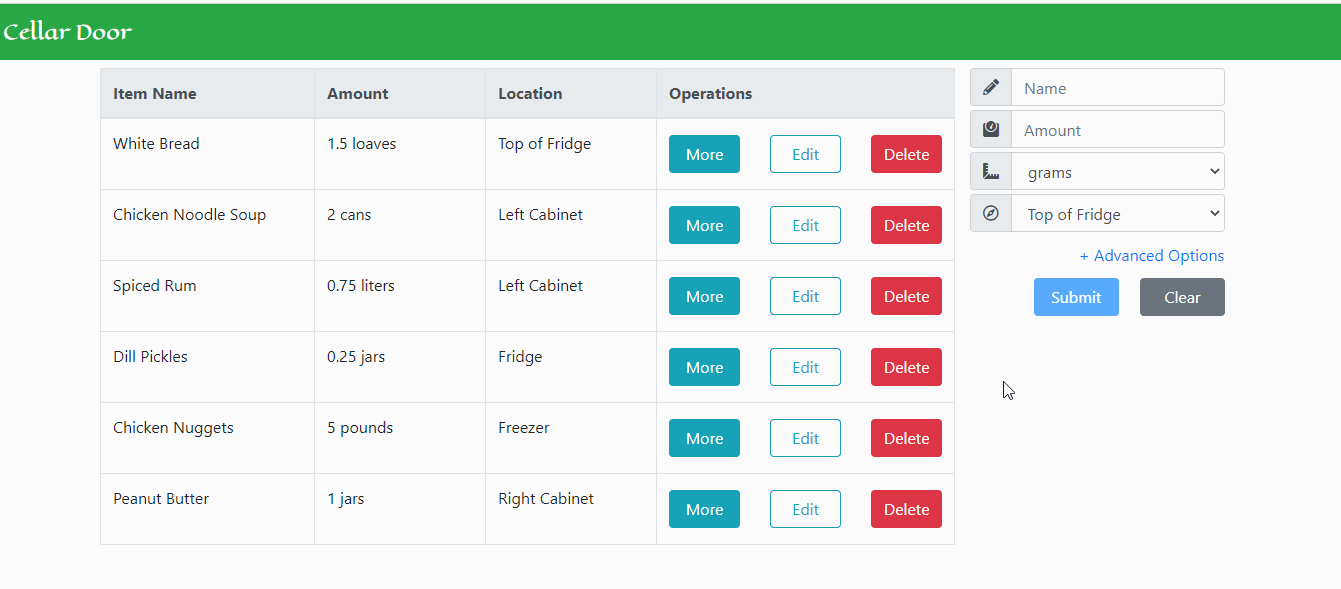 Cellar Door
Item Name Amount Location Operations
White Bread 1.5 loaves Top of Fridge More Edit Delete
Chicken Noodle Soup 2 cans Left Cabinet More Edit Delete
Spiced Rum 0.75 liters Left Cabinet More Edit Delete
Dill Pickles 0.25 jars Fridge More Edit Delete
Chicken Nuggets 5 pounds Freezer More Edit Delete
Peanut Butter 1 jars Right Cabinet More Edit Delete
Name
Amount
grams
Top of Fridge
+ Advanced Options
Submit Clear